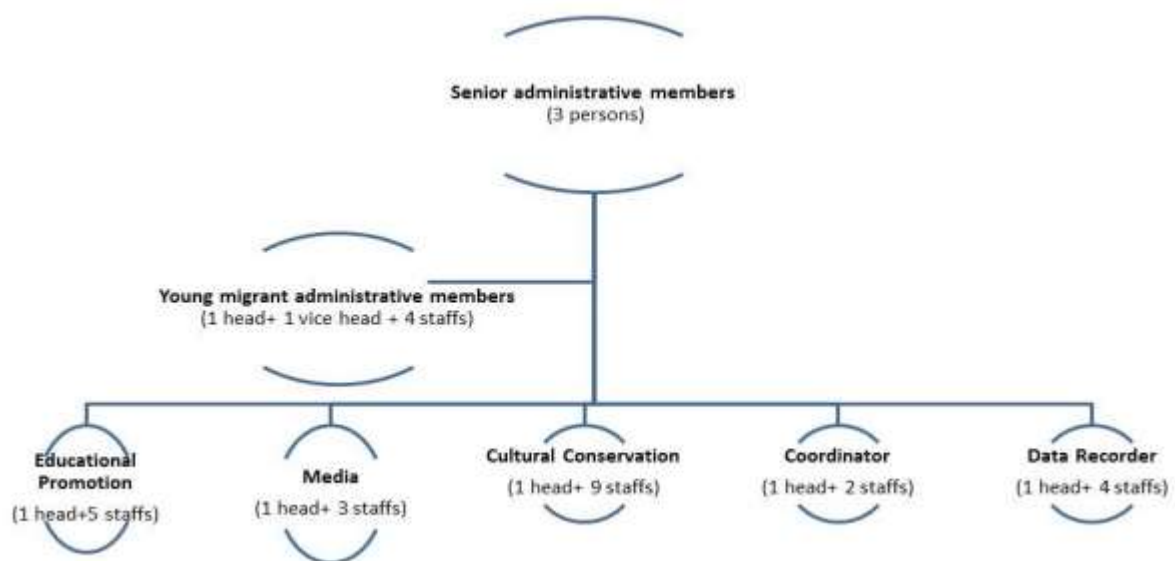 Senior administrative members
(3 persons)
Young migrant administrative members
(1 head+ 1 vice head + 4 staffs)
Educational
Promotion
(1 head+5 staffs)
Media
(1 head+ 3 staffs)
Cultural Conservation
(1 head+ 9 staffs)
Coordinator
(1 head+ 2 staffs)
Data Recorder
(1 head+ 4 staffs)